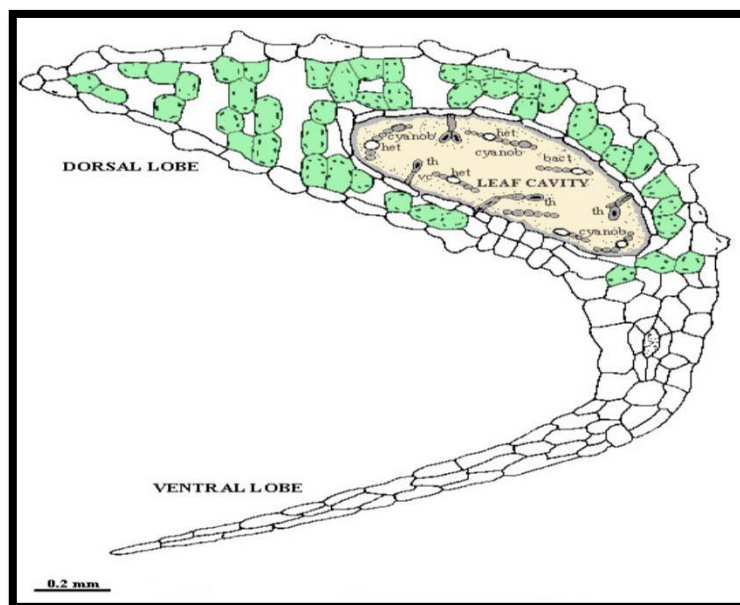 DORSAL LOBE
cyanob
het
het
cyanob
bact
th
vc
het
LEAF CAVITY
th
th
cyanob
VENTRAL LOBE
0.2 mm